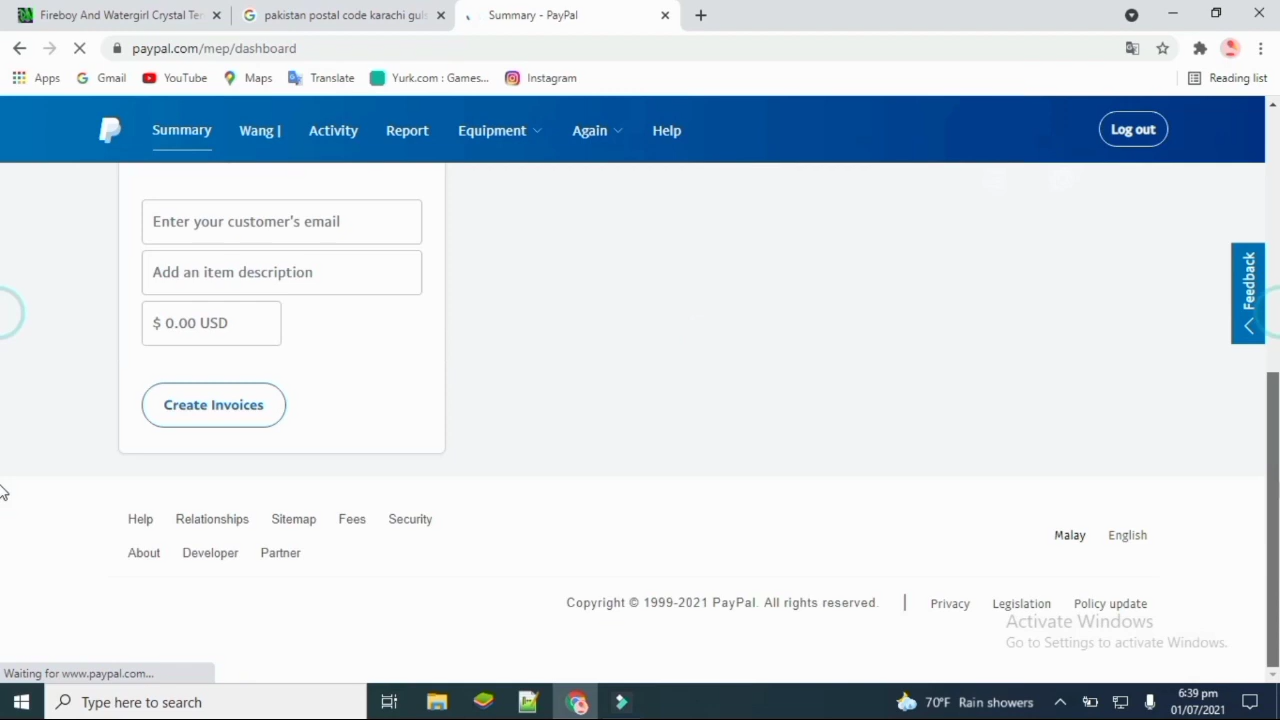 Fireboy And Watergirl Crystal Ter
pakistan postal code karachi guls
Summary - PayPal
paypal.com/mep/dashboard
Apps
Gmail
YouTube
Maps
Translate
Yurk.com : Games...
Instagram
Reading list
Summary
Wang |
Activity
Report
Equipment
Again
Help
Log out
Enter your customer's email
Add an item description
$ 0.00 USD
Create Invoices
Feedback
Help Relationships Sitemap Fees Security
About Developer Partner
Malay English
Copyright © 1999-2021 PayPal. All rights reserved. | Privacy Legislation Policy update
Activate Windows
Go to Settings to activate Windows.
Waiting for www.paypal.com...
Type here to search
70°F Rain showers
6:39 pm
01/07/2021